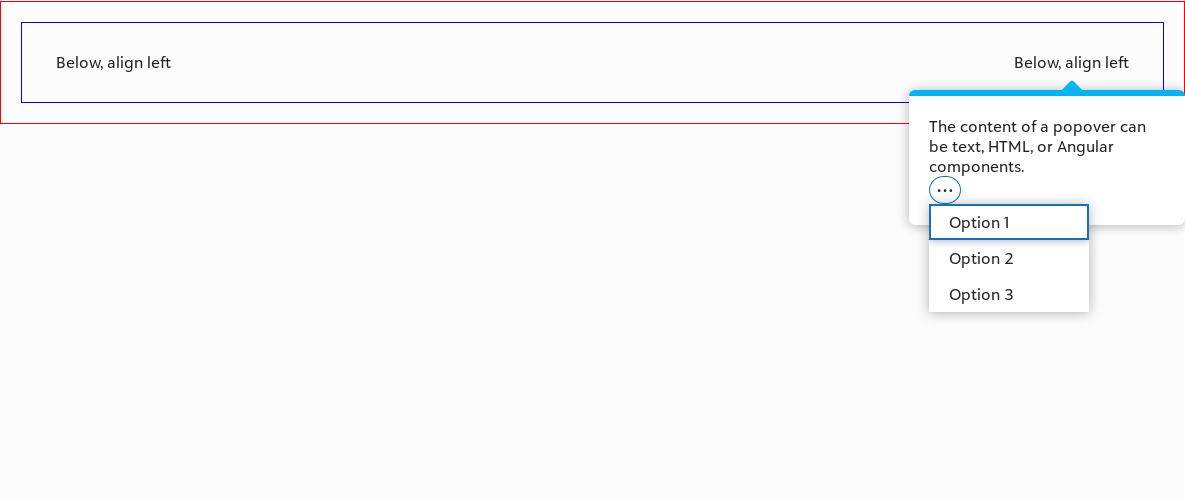 Below, align left
Below, align left
The content of a popover can
be text, HTML, or Angular
components.
Option 1
Option 2
Option 3